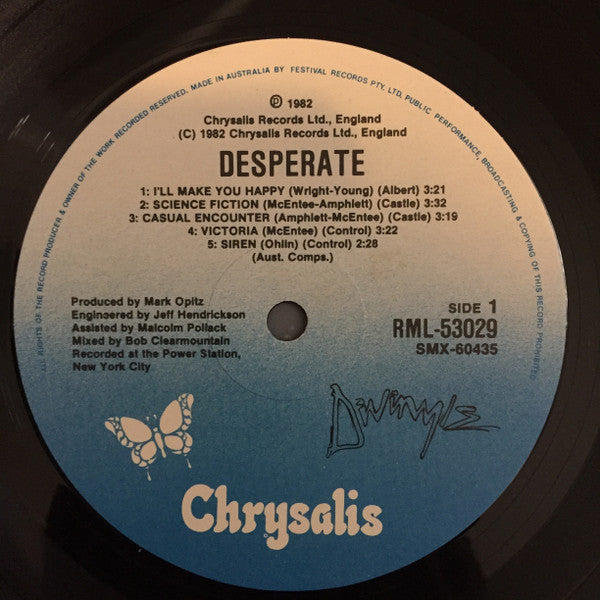 ALL RIGHTS OF THE RECORD PRODUCER & OWNER OF THE WORK RECORDED RESERVED. MADE IN AUSTRALIA BY FESTIVAL RECORDS PTY. LTD. PUBLIC PERFORMANCE, BROADCASTING & COPYING OF THIS RECORD PROHIBITED
℗ 1982
Chrysalis Records Ltd., England
(C) 1982 Chrysalis Records Ltd., England
DESPERATE
1: I'LL MAKE YOU HAPPY (Wright-Young) (Albert) 3:21
2: SCIENCE FICTION (McEntee-Amphlett) (Castle) 3:32
3: CASUAL ENCOUNTER (Amphlett-McEntee) (Castle) 3:19
4: VICTORIA (McEntee) (Control) 3:22
5: SIREN (Ohlin) (Control) 2:28
(Aust. Comps.)
Produced by Mark Opitz
Engineered by Jeff Hendrickson
Assisted by Malcolm Pollack
Mixed by Bob Clearmountain
Recorded at the Power Station,
New York City
SIDE 1
RML-53029
SMX-60435
Divinyls
Chrysalis